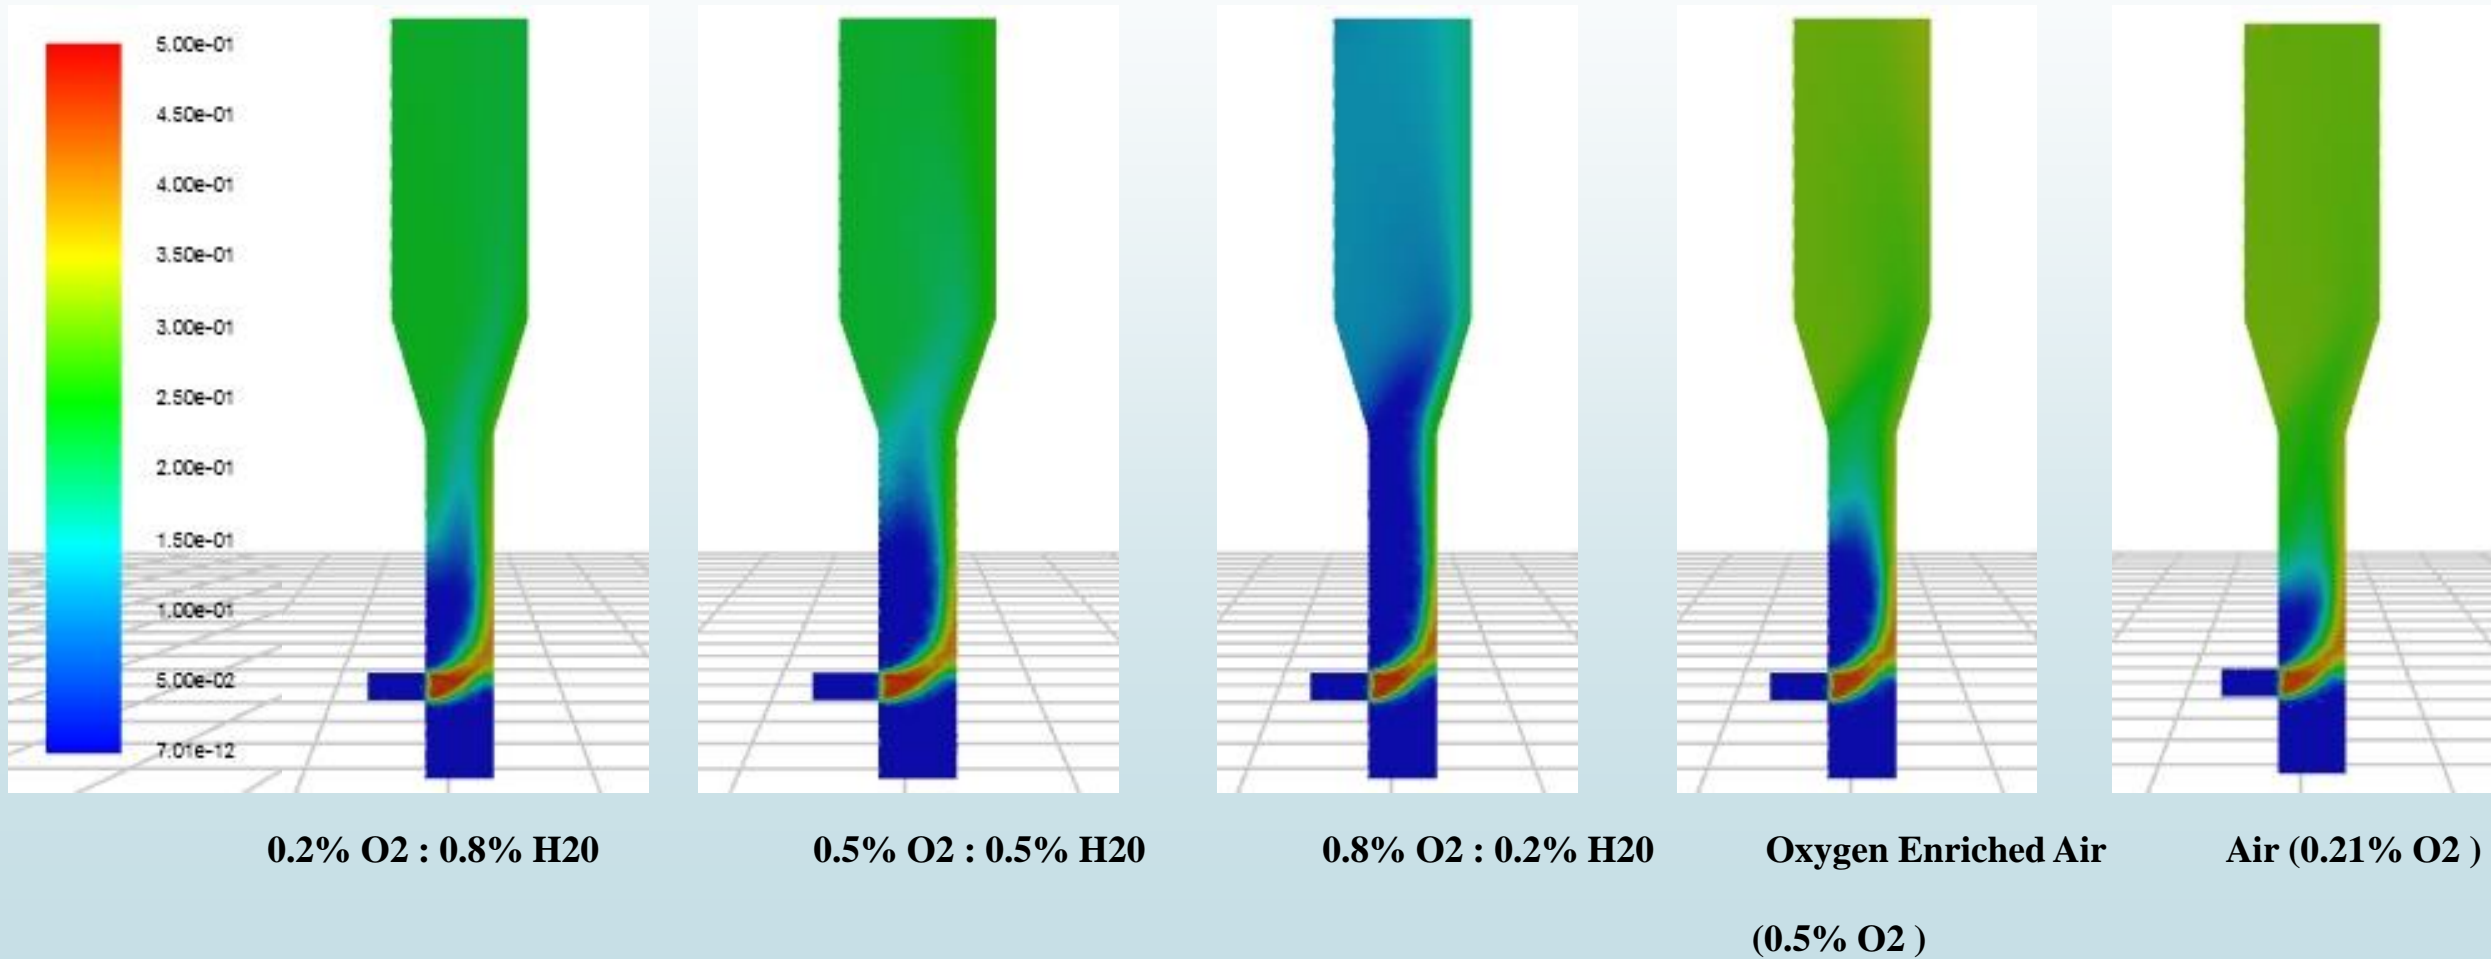 5.00e-01
4.50e-01
4.00e-01
3.50e-01
3.00e-01
2.50e-01
2.00e-01
1.50e-01
1.00e-01
5.00e-02
7.01e-12
0.2% O2 : 0.8% H20
0.5% O2 : 0.5% H20
0.8% O2 : 0.2% H20
Oxygen Enriched Air
(0.5% O2 )
Air (0.21% O2 )